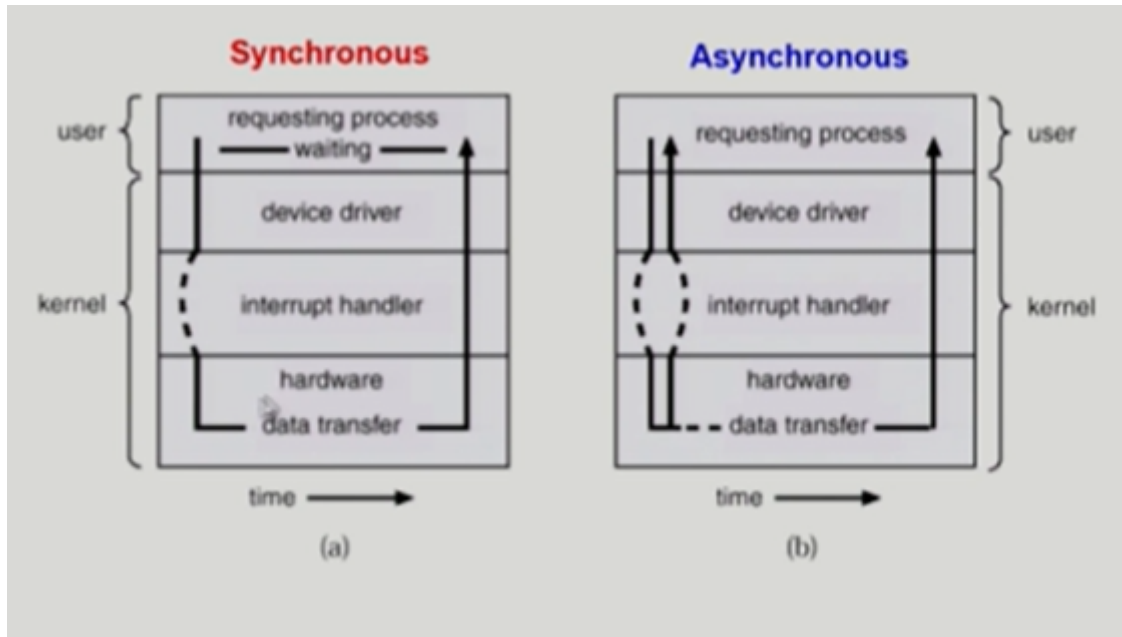 Synchronous
user
requesting process
waiting
device driver
kernel
interrupt handler
hardware
data transfer
time
(a)
Asynchronous
requesting process
user
device driver
interrupt handler
kernel
hardware
data transfer
time
(b)